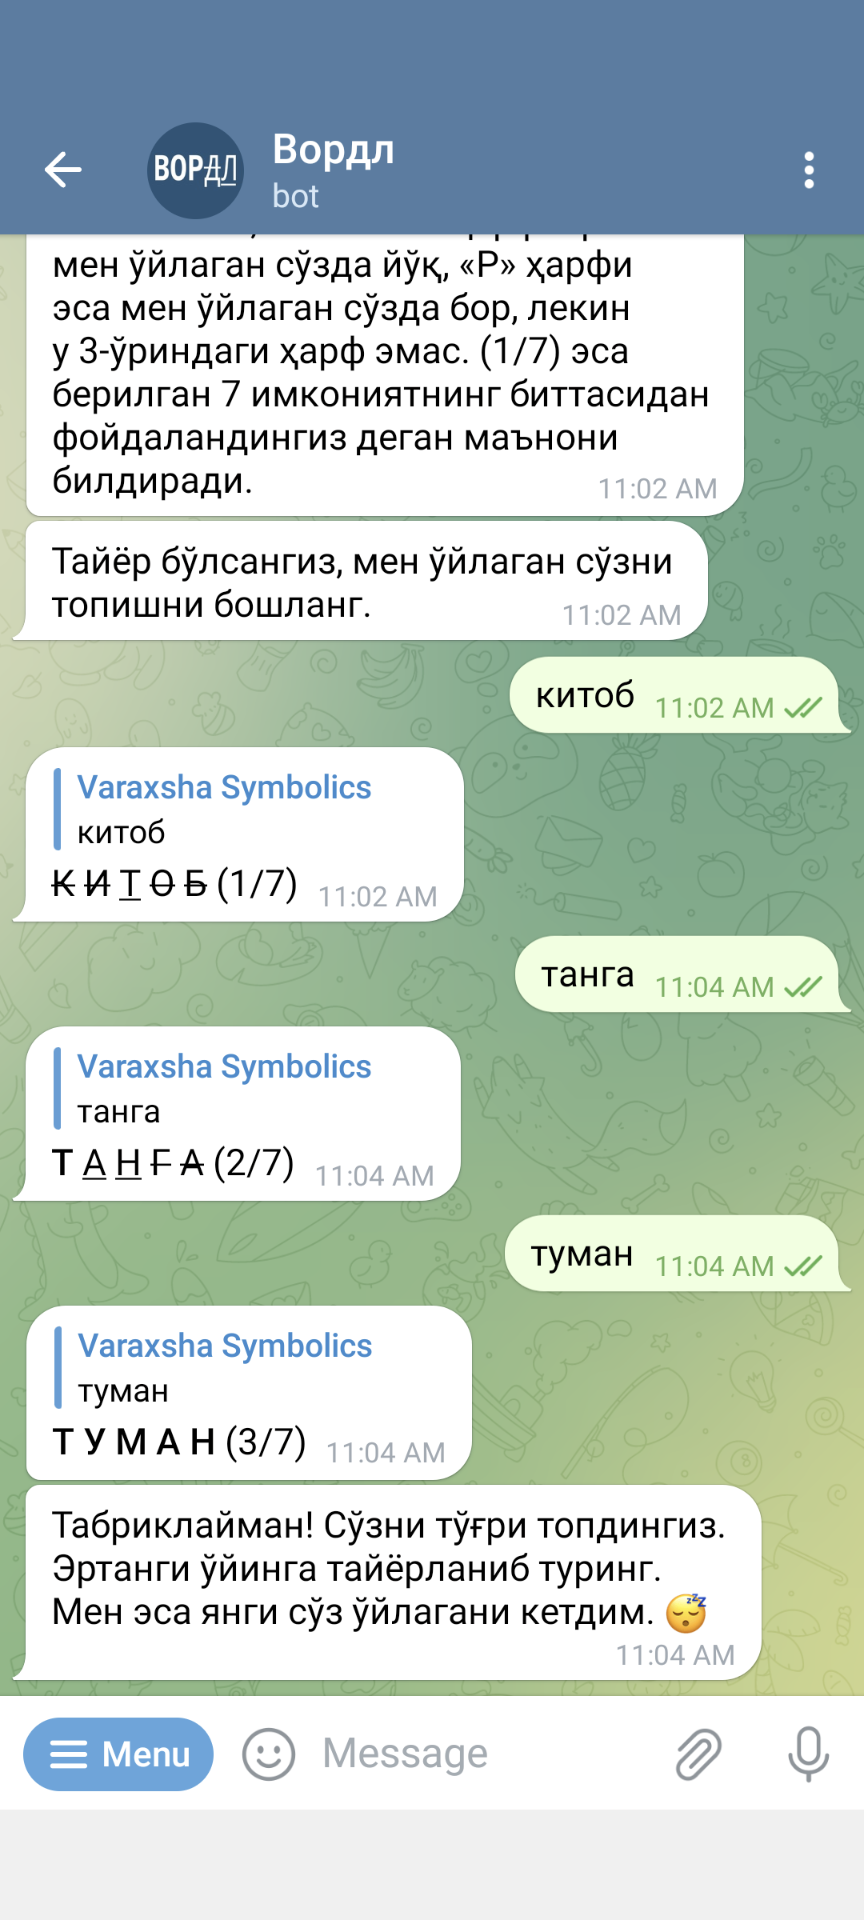 ВОРДЛ
Вордл
bot
мен ўйлаган сўзда йўқ, «Р» ҳарфи
эса мен ўйлаган сўзда бор, лекин
у 3-ўриндаги ҳарф эмас. (1/7) эса
берилган 7 имкониятнинг биттасидан
фойдаландингиз деган маънони
билдиради.
11:02 AM
Тайёр бўлсангиз, мен ўйлаган сўзни
топишни бошланг.
11:02 AM
китоб 11:02 AM
Varaxsha Symbolics
китоб
К И Т О Б (1/7) 11:02 AM
танга 11:04 AM
Varaxsha Symbolics
танга
Т А Н Г А (2/7) 11:04 AM
туман 11:04 AM
Varaxsha Symbolics
туман
Т У М А Н (3/7) 11:04 AM
Табриклайман! Сўзни тўғри топдингиз.
Эртанги ўйинга тайёрланиб туринг.
Мен эса янги сўз ўйлагани кетдим. 😴
11:04 AM
Menu
Message